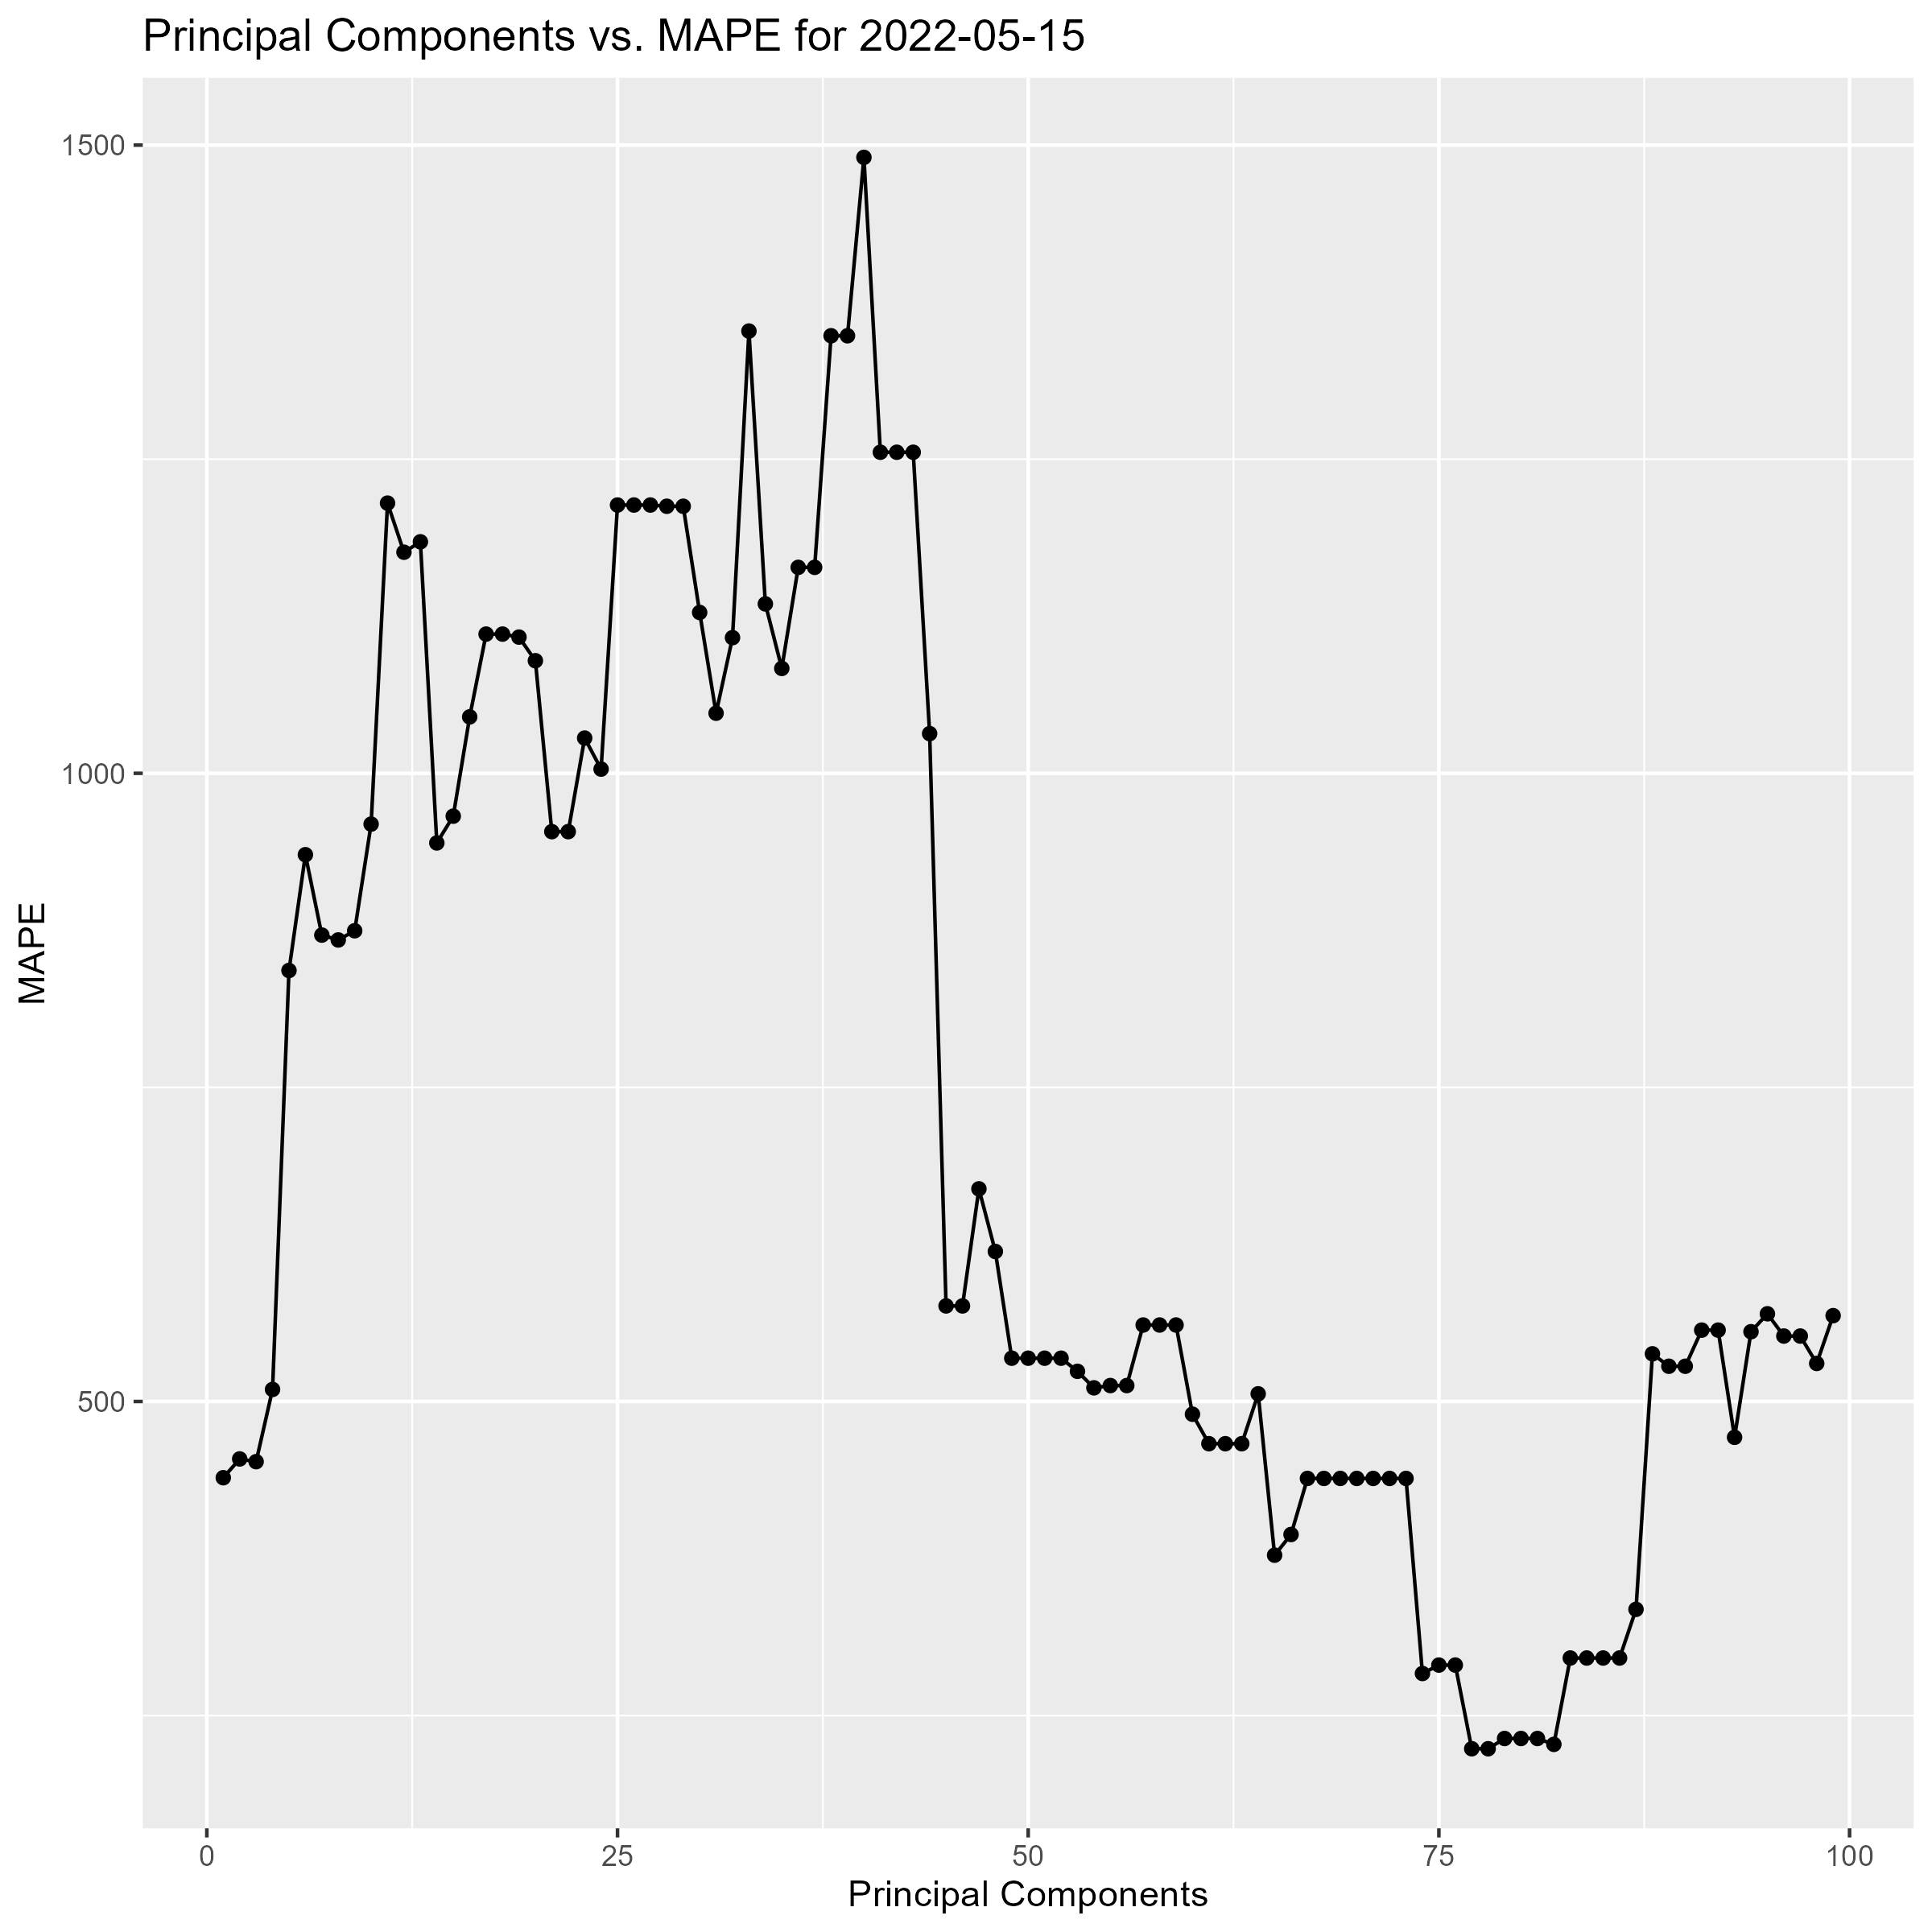 Principal Components vs. MAPE for 2022-05-15
1500
1000
500
MAPE
0 25 50 75 100
Principal Components